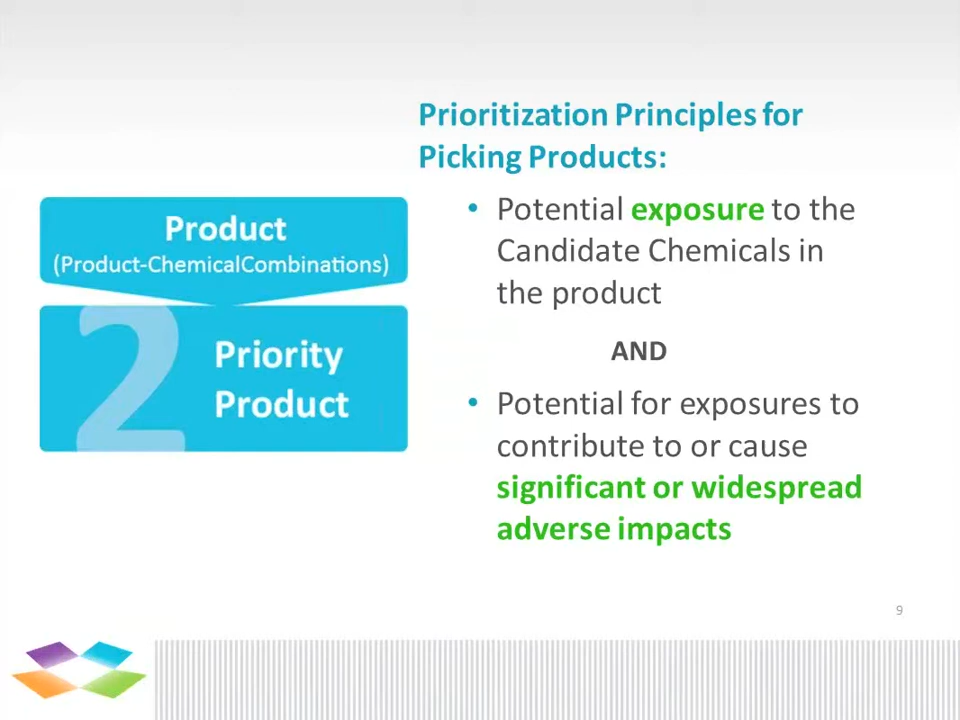 Prioritization Principles for
Picking Products:
Product
(Product-ChemicalCombinations)
2
Priority
Product
• Potential exposure to the
Candidate Chemicals in
the product
AND
• Potential for exposures to
contribute to or cause
significant or widespread
adverse impacts
9